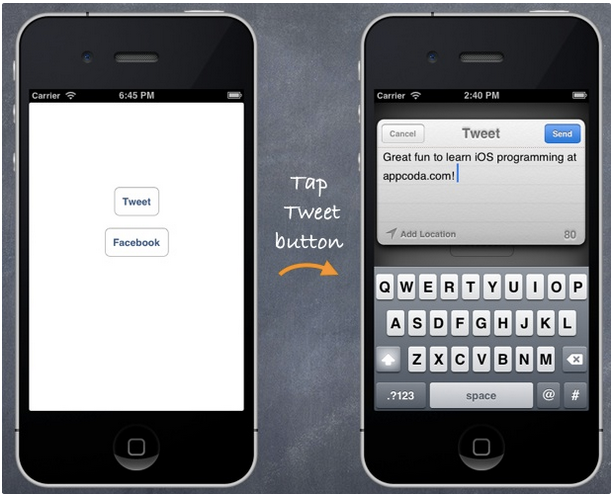 Carrier 6:45 PM
Tweet
Facebook
Tap
Tweet
button
Carrier 2:40 PM
Cancel Tweet Send
Great fun to learn iOS programming at
appcoda.com!
Add Location 80
Q W E R T Y U I O P
A S D F G H J K L
Z X C V B N M
.?123 space @ #